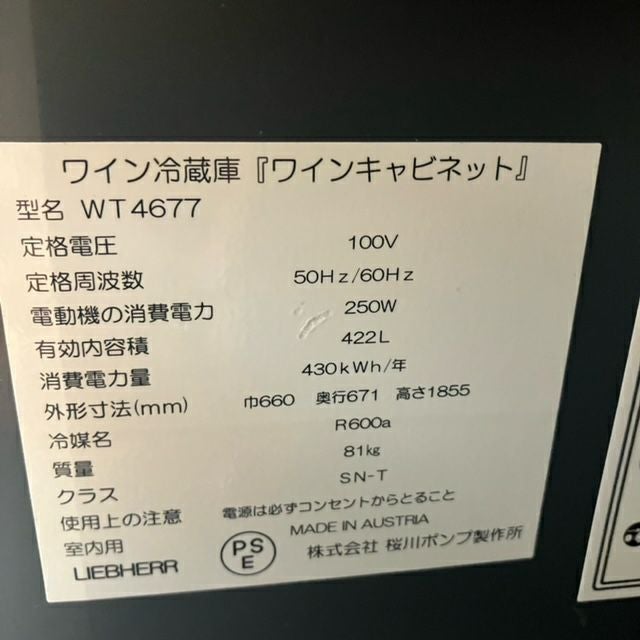 ワイン冷蔵庫『ワインキャビネット』
型名 WT4677
定格電圧 100V
定格周波数 50Hz/60Hz
電動機の消費電力 250W
有効内容積 422L
消費電力量 430kWh/年
外形寸法(mm) 巾660 奥行671 高さ1855
冷媒名 R600a
質量 81kg
クラス SN-T
使用上の注意 電源は必ずコンセントからとること
室内用 MADE IN AUSTRIA
LIEBHERR PSE 株式会社 桜川ポンプ製作所